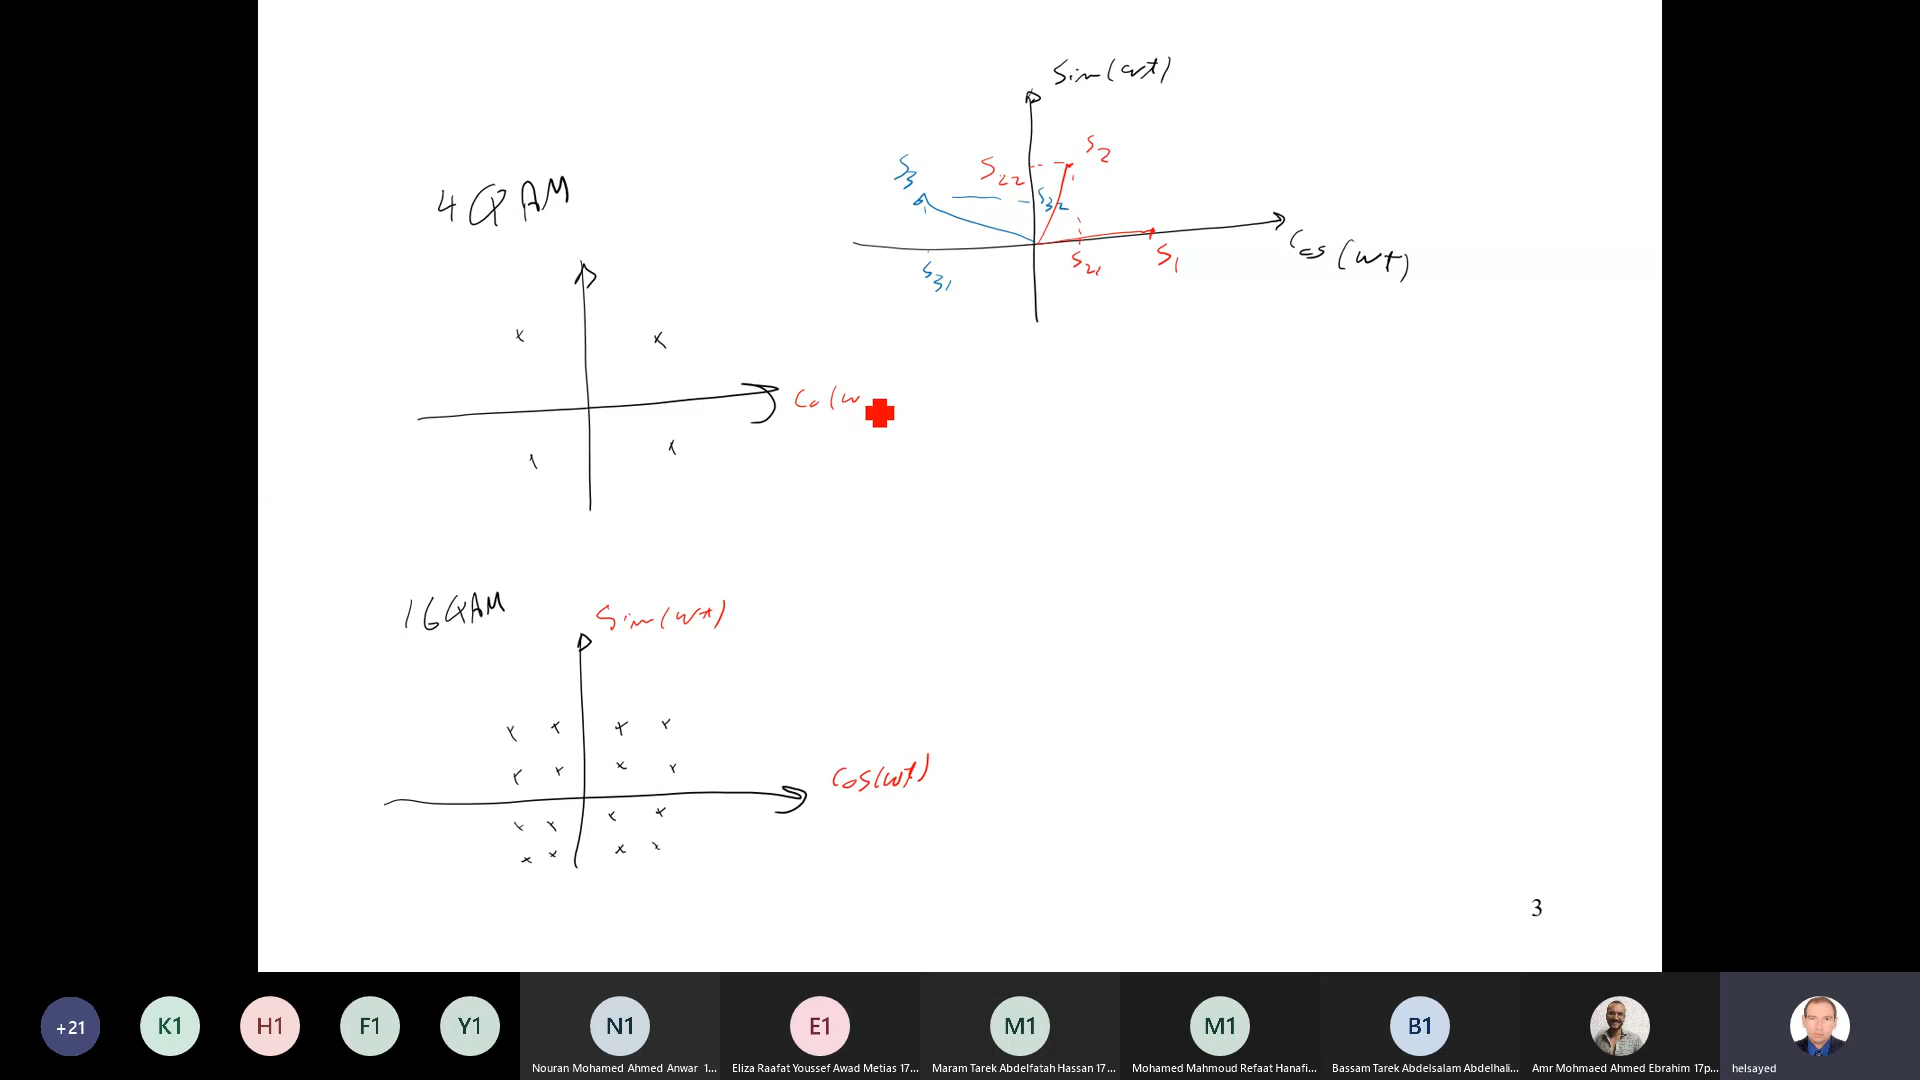 Sin(wt)
S2
S22
S3
S32
4QAM
Cos(wt)
S21
S1
S31
Co(w
16QAM
Sin(wt)
Cos(wt)
3
+21
K1
H1
F1
Y1
N1
E1
M1
M1
B1
Nouran Mohamed Ahmed Anwar 1...
Eliza Raafat Youssef Awad Metias 17...
Maram Tarek Abdelfatah Hassan 17...
Mohamed Mahmoud Refaat Hanafi...
Bassam Tarek Abdelsalam Abdelhali...
Amr Mohmaed Ahmed Ebrahim 17p...
helsayed